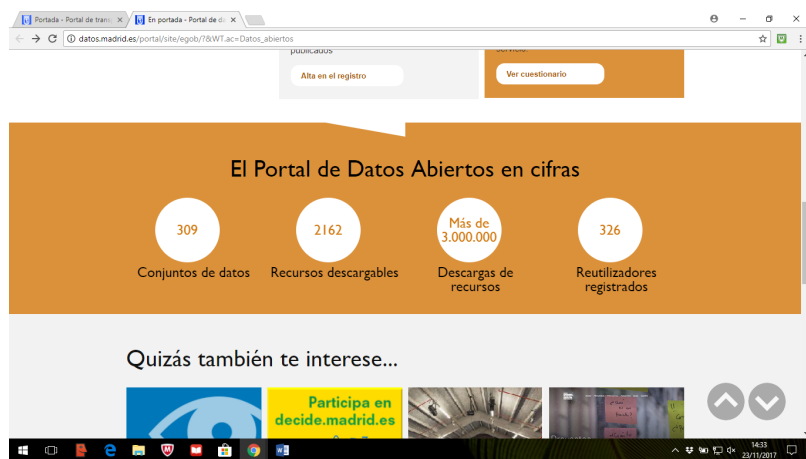 Portada - Portal de trans
En portada - Portal de d
datos.madrid.es/portal/site/egob/?&WT.ac=Datos_abiertos
publicados
servicio.
Alta en el registro
Ver cuestionario
El Portal de Datos Abiertos en cifras
309
2162
Más de
3.000.000
326
Conjuntos de datos
Recursos descargables
Descargas de
recursos
Reutilizadores
registrados
Quizás también te interese...
Participa en
decide.madrid.es
14:33
23/11/2017